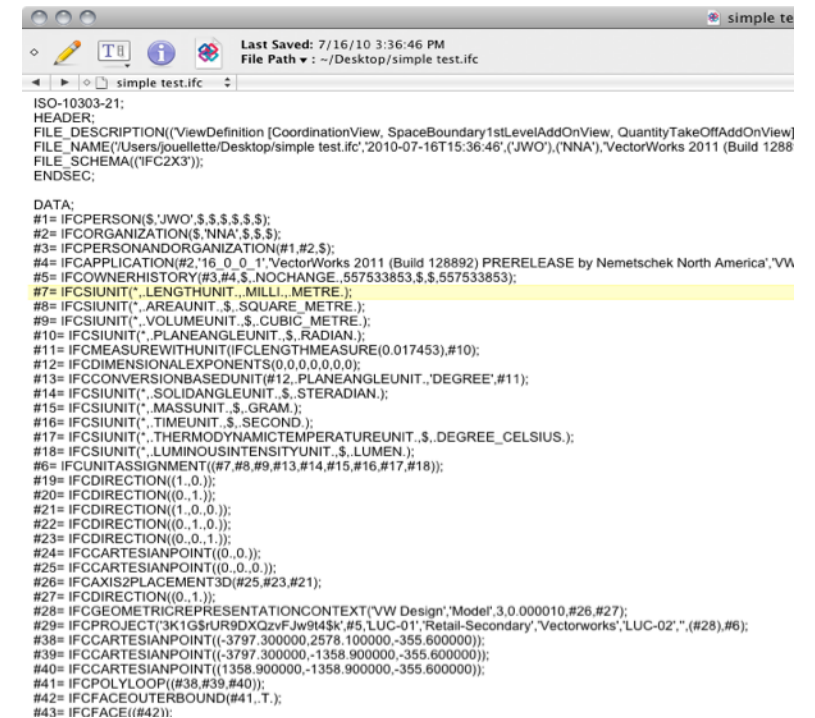 simple te
Last Saved: 7/16/10 3:36:46 PM
File Path ▾ : ~/Desktop/simple test.ifc
simple test.ifc
ISO-10303-21;
HEADER;
FILE_DESCRIPTION(('ViewDefinition [CoordinationView, SpaceBoundary1stLevelAddOnView, QuantityTakeOffAddOnView]
FILE_NAME('/Users/jouellette/Desktop/simple test.ifc','2010-07-16T15:36:46',('JWO'),('NNA'),'VectorWorks 2011 (Build 1288
FILE_SCHEMA(('IFC2X3'));
ENDSEC;
DATA;
#1= IFCPERSON($,'JWO',$,$,$,$,$,$);
#2= IFCORGANIZATION($,'NNA',$,$,$);
#3= IFCPERSONANDORGANIZATION(#1,#2,$);
#4= IFCAPPLICATION(#2,'16_0_0_1','VectorWorks 2011 (Build 128892) PRERELEASE by Nemetschek North America','VW
#5= IFCOWNERHISTORY(#3,#4,$,.NOCHANGE.,557533853,$,$,557533853);
#7= IFCSIUNIT(*,.LENGTHUNIT.,.MILLI.,.METRE.);
#8= IFCSIUNIT(*,.AREAUNIT.,$,.SQUARE_METRE.);
#9= IFCSIUNIT(*,.VOLUMEUNIT.,$,.CUBIC_METRE.);
#10= IFCSIUNIT(*,.PLANEANGLEUNIT.,$,.RADIAN.);
#11= IFCMEASUREWITHUNIT(IFCLENGTHMEASURE(0.017453),#10);
#12= IFCDIMENSIONALEXPONENTS(0,0,0,0,0,0,0);
#13= IFCCONVERSIONBASEDUNIT(#12,.PLANEANGLEUNIT.,'DEGREE',#11);
#14= IFCSIUNIT(*,.SOLIDANGLEUNIT.,$,.STERADIAN.);
#15= IFCSIUNIT(*,.MASSUNIT.,$,.GRAM.);
#16= IFCSIUNIT(*,.TIMEUNIT.,$,.SECOND.);
#17= IFCSIUNIT(*,.THERMODYNAMICTEMPERATUREUNIT.,$,.DEGREE_CELSIUS.);
#18= IFCSIUNIT(*,.LUMINOUSINTENSITYUNIT.,$,.LUMEN.);
#6= IFCUNITASSIGNMENT((#7,#8,#9,#13,#14,#15,#16,#17,#18));
#19= IFCDIRECTION((1.,0.));
#20= IFCDIRECTION((0.,1.));
#21= IFCDIRECTION((1.,0.,0.));
#22= IFCDIRECTION((0.,1.,0.));
#23= IFCDIRECTION((0.,0.,1.));
#24= IFCCARTESIANPOINT((0.,0.));
#25= IFCCARTESIANPOINT((0.,0.,0.));
#26= IFCAXIS2PLACEMENT3D(#25,#23,#21);
#27= IFCDIRECTION((0.,1.));
#28= IFCGEOMETRICREPRESENTATIONCONTEXT('VW Design','Model',3,0.000010,#26,#27);
#29= IFCPROJECT('3K1G$rUR9DXQzvFJw9t4$k',#5,'LUC-01','Retail-Secondary','Vectorworks','LUC-02','',(#28),#6);
#38= IFCCARTESIANPOINT((-3797.300000,2578.100000,-355.600000));
#39= IFCCARTESIANPOINT((-3797.300000,-1358.900000,-355.600000));
#40= IFCCARTESIANPOINT((1358.900000,-1358.900000,-355.600000));
#41= IFCPOLYLOOP((#38,#39,#40));
#42= IFCFACEOUTERBOUND(#41,.T.);
#43= IFCFACE((#42));